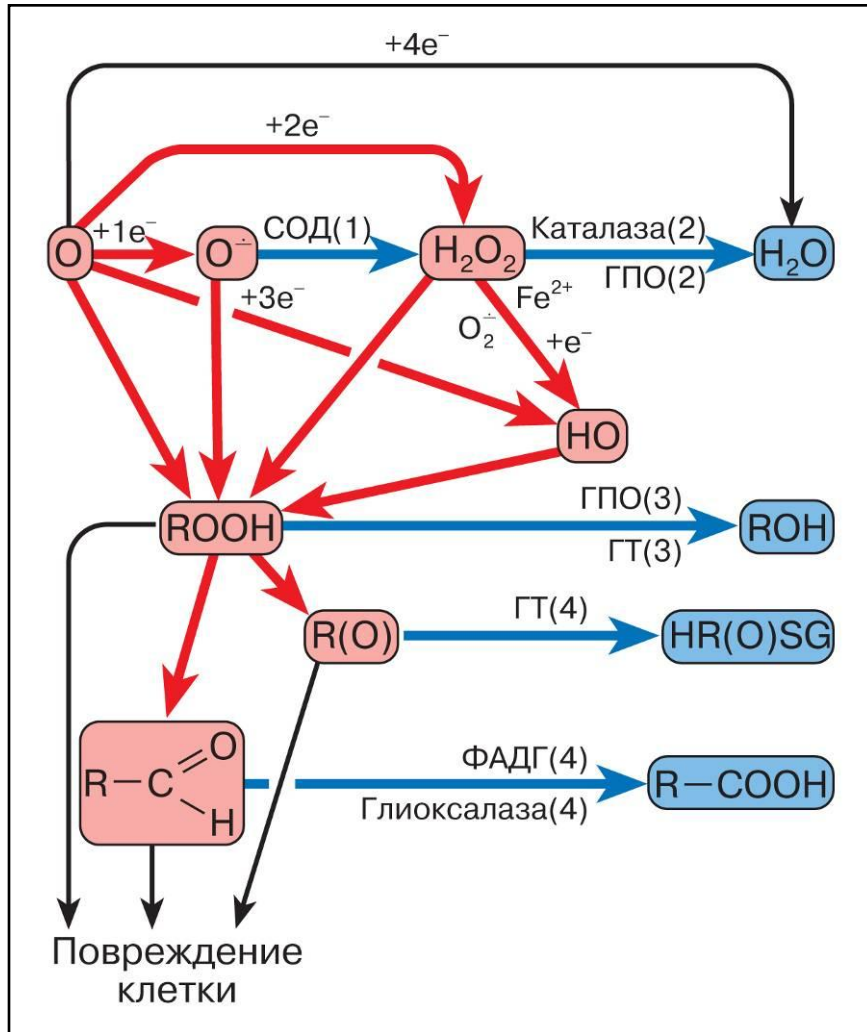 +4e⁻
+2e⁻
O
+1e⁻
O∸
СОД(1)
H₂O₂
Каталаза(2)
ГПО(2)
H₂O
+3e⁻
O₂∸
Fe²⁺
+e⁻
HO
ROOH
ГПО(3)
ГТ(3)
ROH
R(O)
ГТ(4)
HR(O)SG
R–C
O
H
ФАДГ(4)
Глиоксалаза(4)
R–COOH
Повреждение
клетки